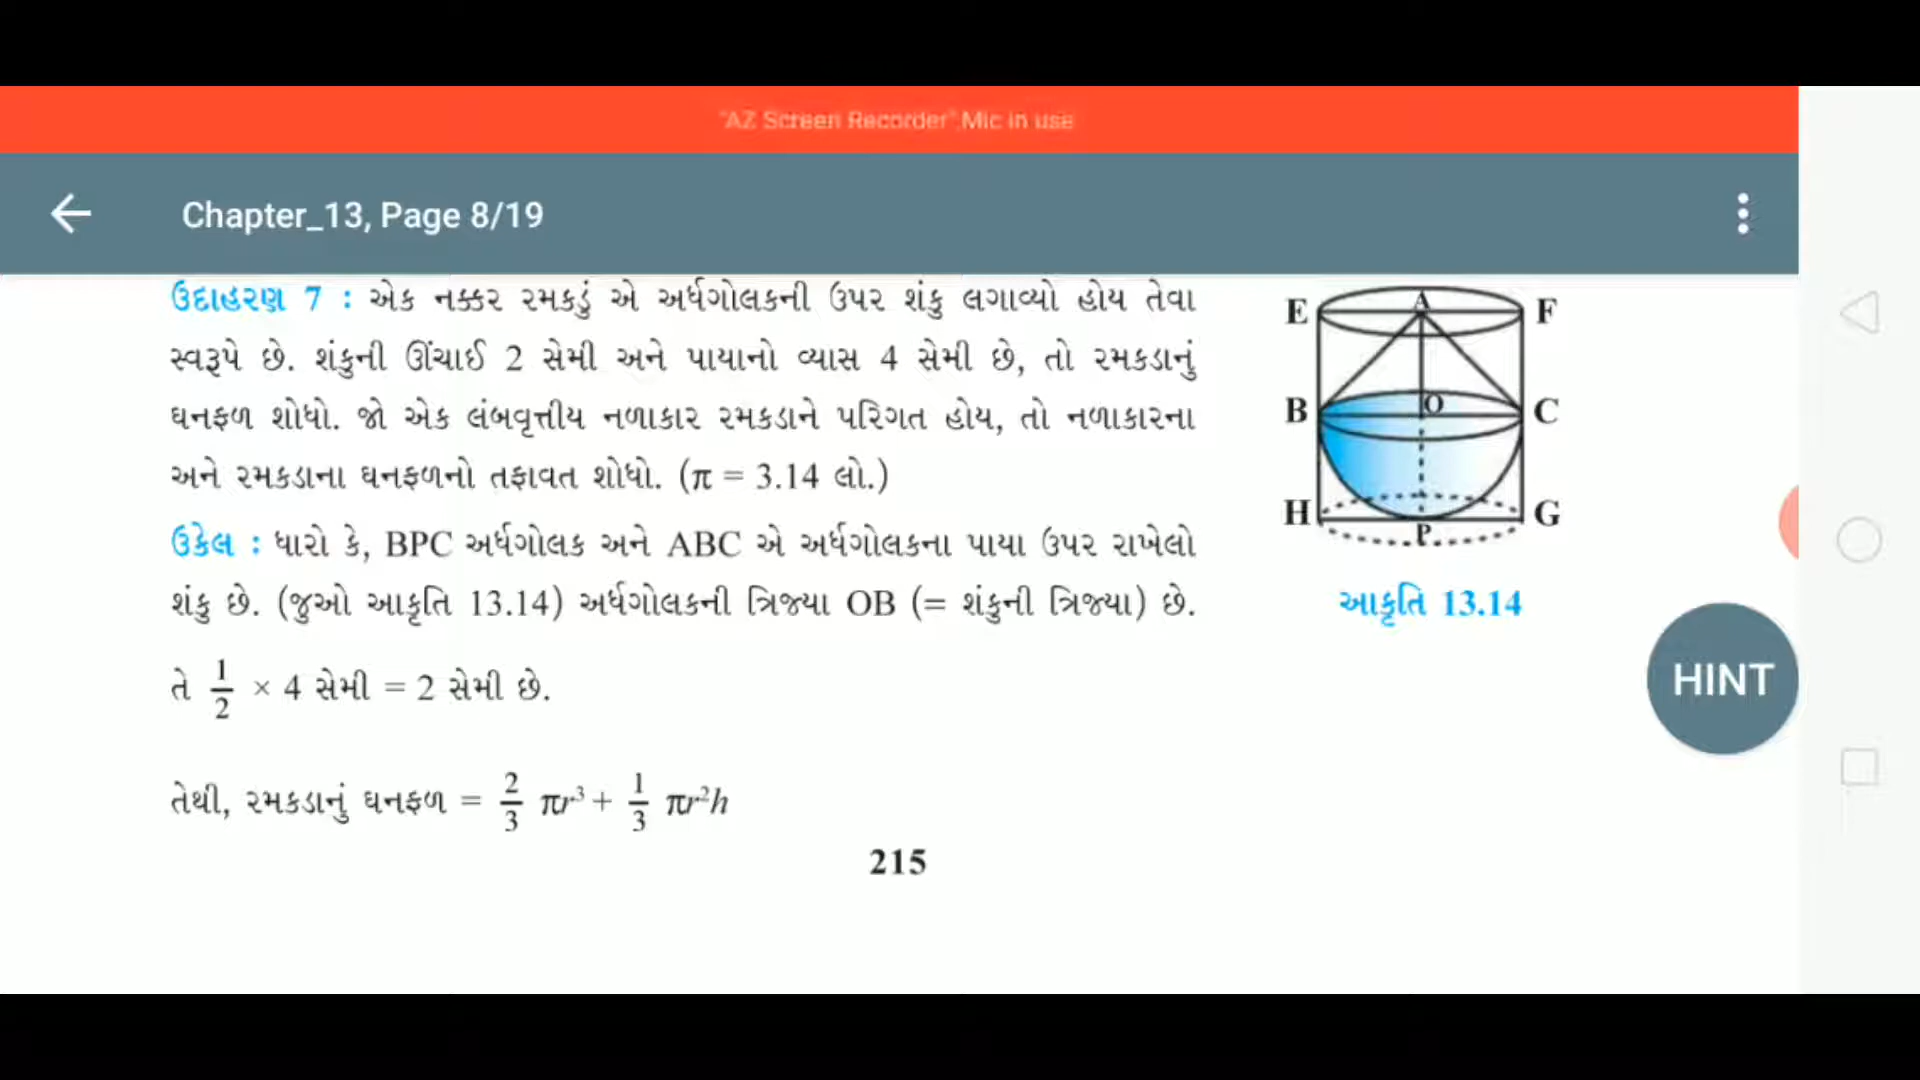 "AZ Screen Recorder".Mic in use
Chapter_13, Page 8/19
ઉદાહરણ 7 : એક નક્કર રમકડું એ અર્ધગોલકની ઉપર શંકુ લગાવ્યો હોય તેવા
સ્વરૂપે છે. શંકુની ઊંચાઈ 2 સેમી અને પાયાનો વ્યાસ 4 સેમી છે, તો રમકડાનું
ઘનફળ શોધો. જો એક લંબવૃત્તીય નળાકાર રમકડાને પરિગત હોય, તો નળાકારના
અને રમકડાના ઘનફળનો તફાવત શોધો. (π = 3.14 લો.)
ઉકેલ : ધારો કે, BPC અર્ધગોલક અને ABC એ અર્ધગોલકના પાયા ઉપર રાખેલો
શંકુ છે. (જુઓ આકૃતિ 13.14) અર્ધગોલકની ત્રિજ્યા OB (= શંકુની ત્રિજ્યા) છે.
તે 1/2 × 4 સેમી = 2 સેમી છે.
તેથી, રમકડાનું ઘનફળ = 2/3 πr³ + 1/3 πr²h
215
E A F
B O C
H P G
આકૃતિ 13.14
HINT